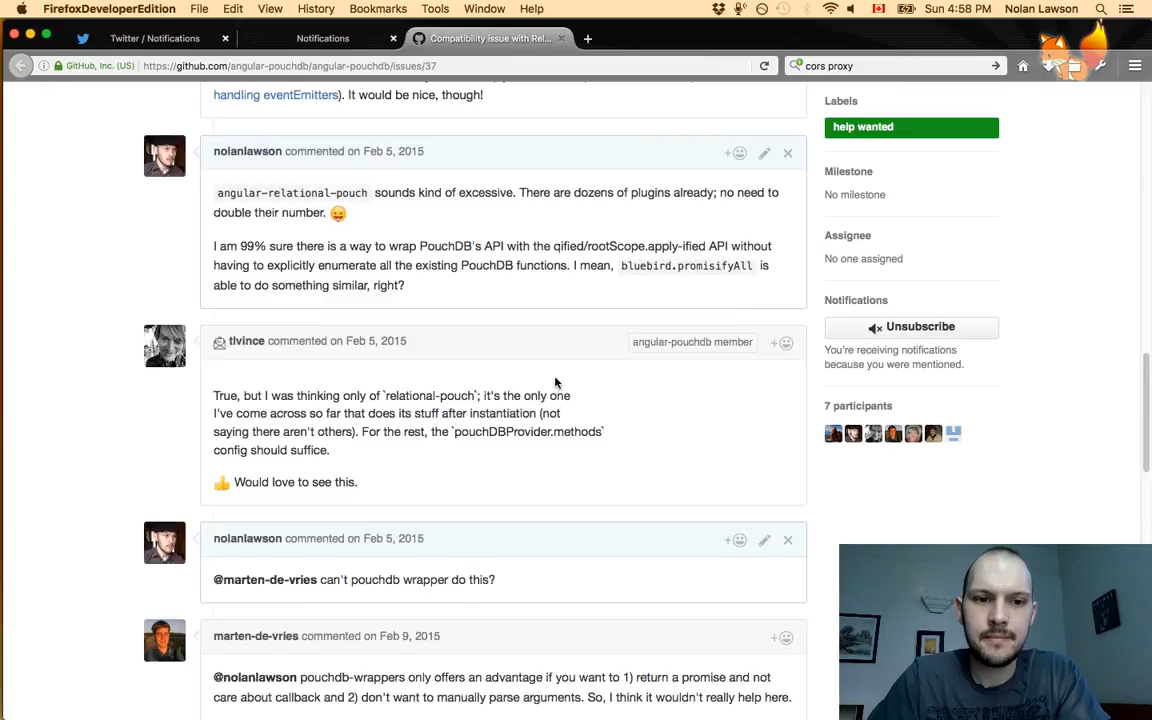 FirefoxDeveloperEdition File Edit View History Bookmarks Tools Window Help Sun 4:58 PM Nolan Lawson
Twitter / Notifications Notifications Compatibility issue with Rel...
GitHub, Inc. (US) https://github.com/angular-pouchdb/angular-pouchdb/issues/37 cors proxy
handling eventEmitters). It would be nice, though!
nolanlawson commented on Feb 5, 2015
angular-relational-pouch sounds kind of excessive. There are dozens of plugins already; no need to
double their number.
I am 99% sure there is a way to wrap PouchDB's API with the qified/rootScope.apply-ified API without
having to explicitly enumerate all the existing PouchDB functions. I mean, bluebird.promisifyAll is
able to do something similar, right?
tlvince commented on Feb 5, 2015 angular-pouchdb member
True, but I was thinking only of `relational-pouch`; it's the only one
I've come across so far that does its stuff after instantiation (not
saying there aren't others). For the rest, the `pouchDBProvider.methods`
config should suffice.
Would love to see this.
nolanlawson commented on Feb 5, 2015
@marten-de-vries can't pouchdb wrapper do this?
marten-de-vries commented on Feb 9, 2015
@nolanlawson pouchdb-wrappers only offers an advantage if you want to 1) return a promise and not
care about callback and 2) don't want to manually parse arguments. So, I think it wouldn't really help here.
Labels
help wanted
Milestone
No milestone
Assignee
No one assigned
Notifications
Unsubscribe
You're receiving notifications
because you were mentioned.
7 participants